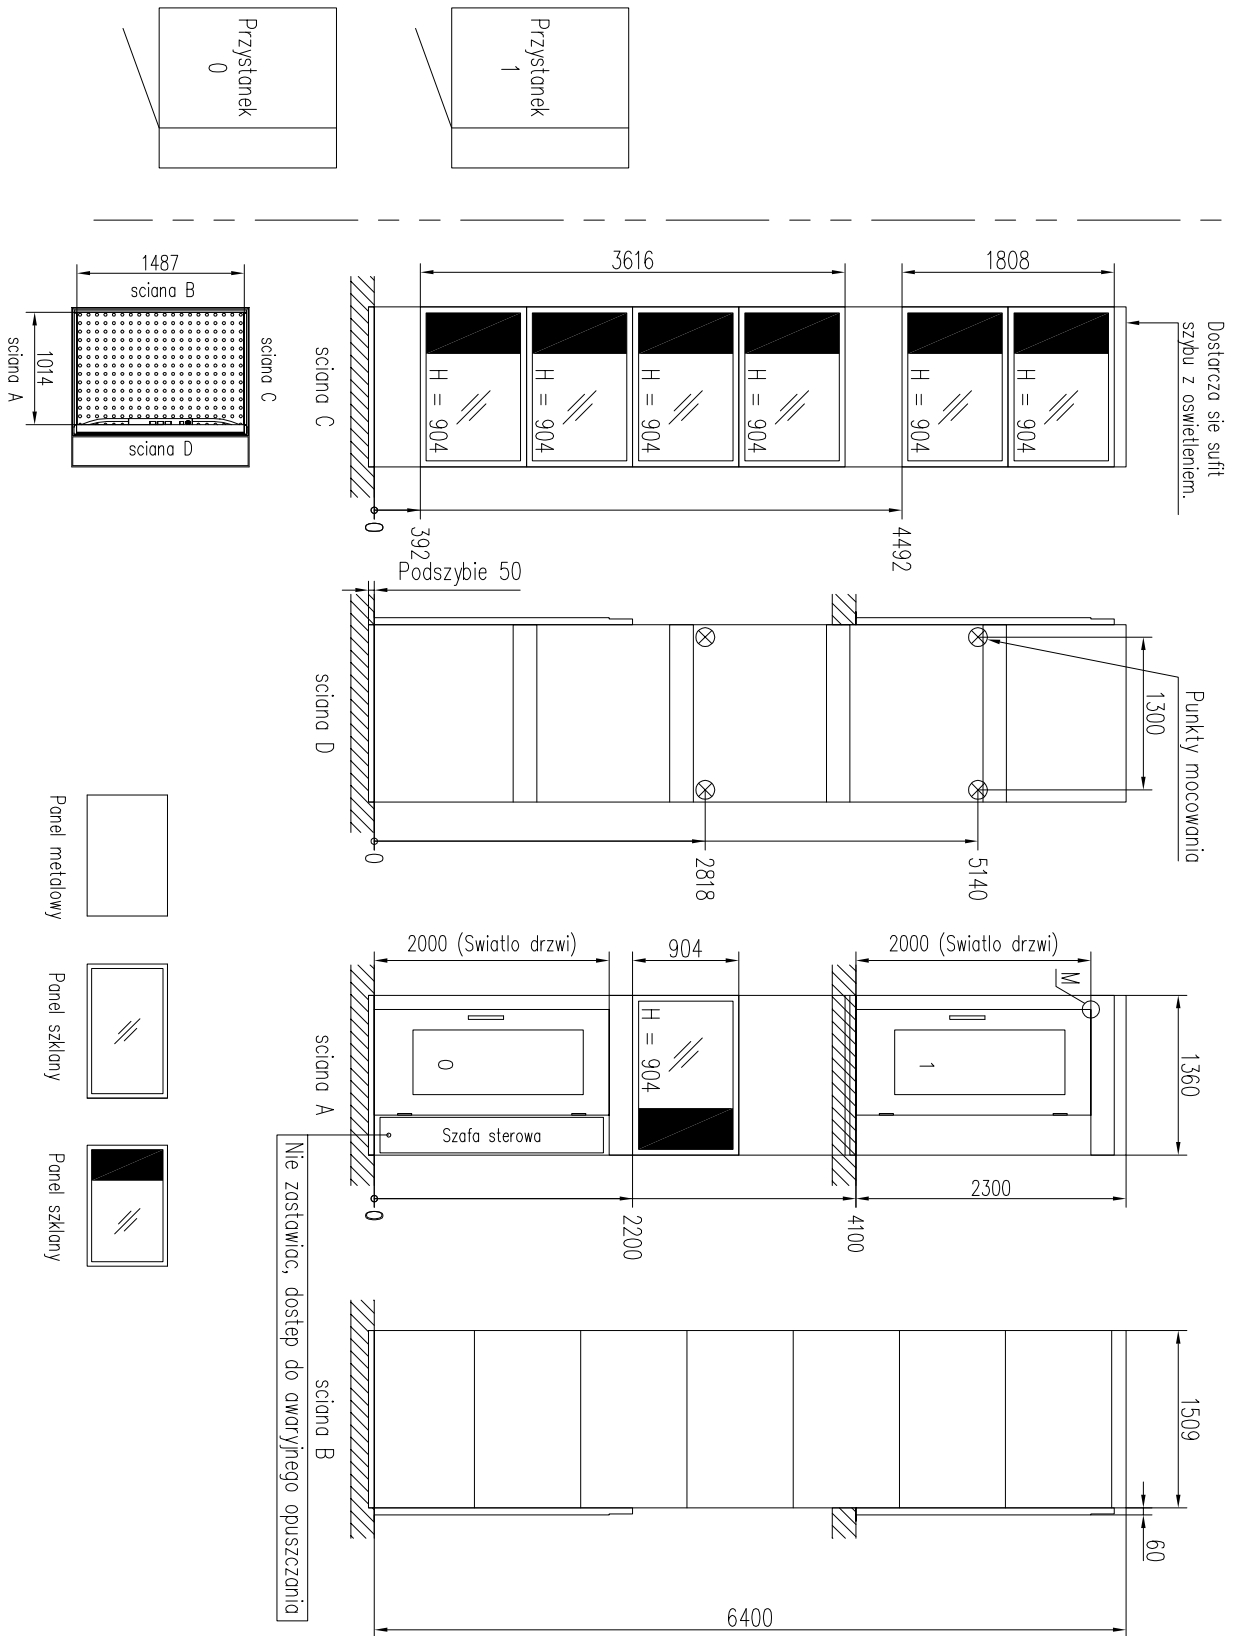 Przystanek
0
Przystanek
1
1487
sciana B
sciana C
1014
sciana A
sciana D
3616
1808
Dostarcza sie sufit
szybu z oswietleniem.
H = 904
H = 904
H = 904
H = 904
H = 904
H = 904
sciana C
0
392
4492
Podszybie 50
sciana D
1300
Punkty mocowania
0
2818
5140
2000 (Swiatlo drzwi)
904
2000 (Swiatlo drzwi)
M
H = 904
0
1
1360
sciana A
Szafa sterowa
2300
0
2200
4100
Nie zastawiac, dostep do awaryjnego opuszczania
sciana B
1509
60
6400
Panel metalowy
Panel szklany
Panel szklany